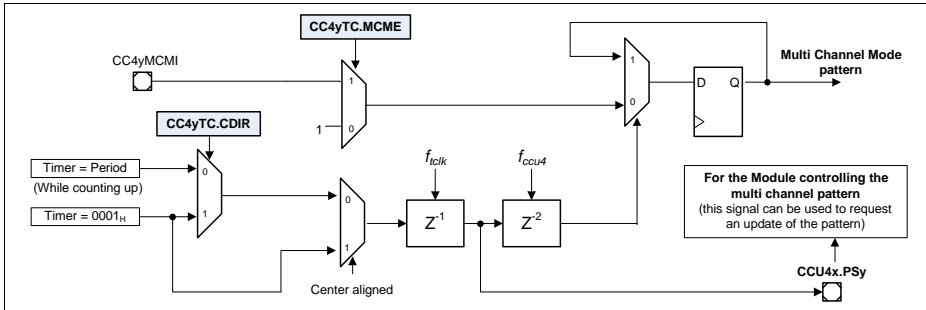 CC4yTC.MCME
CC4yMCMI
Multi Channel Mode
pattern
1
0
1
1
0
D
Q
CC4yTC.CDIR
Timer = Period
(While counting up)
Timer = 0001H
0
1
0
1
Center aligned
ftclk
Z-1
fccu4
Z-2
For the Module controlling the
multi channel pattern
(this signal can be used to request
an update of the pattern)
CCU4x.PSy